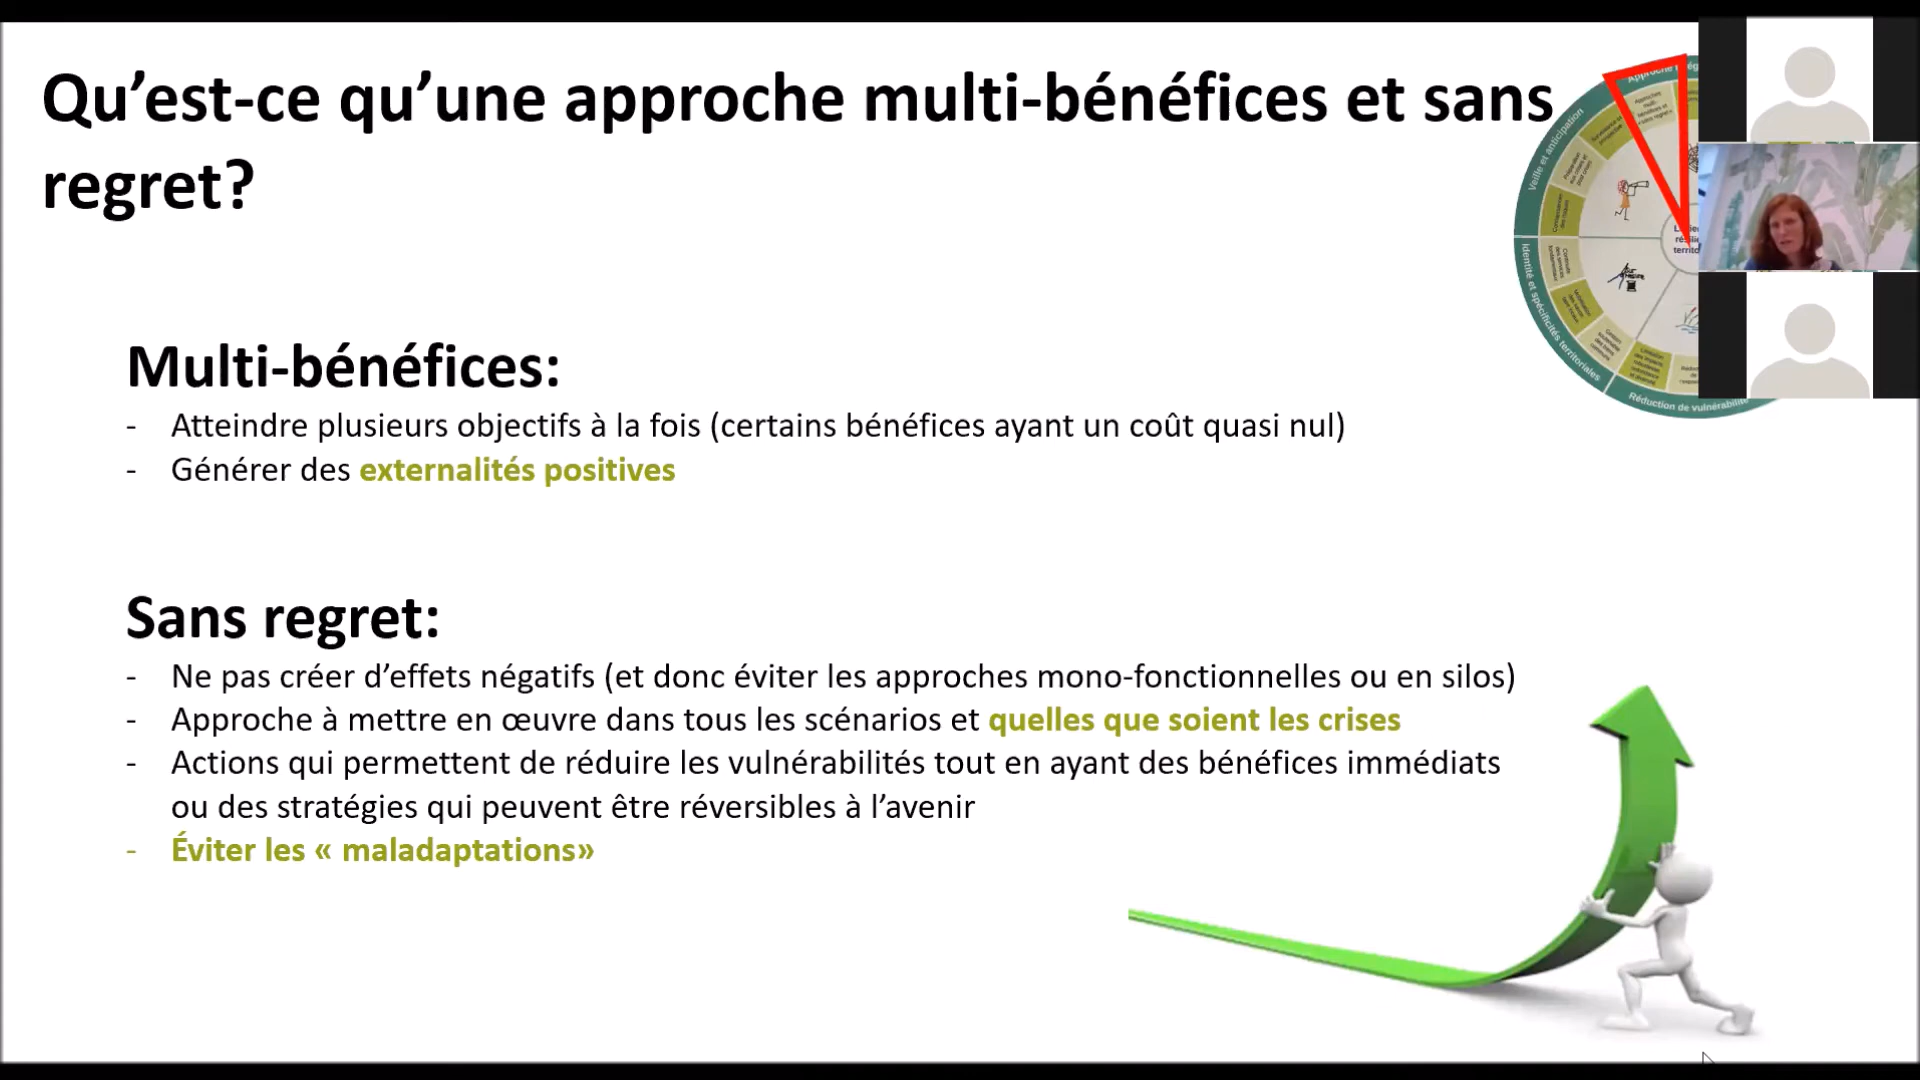 Qu’est-ce qu’une approche multi-bénéfices et sans
regret?
Multi-bénéfices:
- Atteindre plusieurs objectifs à la fois (certains bénéfices ayant un coût quasi nul)
- Générer des externalités positives
Sans regret:
- Ne pas créer d’effets négatifs (et donc éviter les approches mono-fonctionnelles ou en silos)
- Approche à mettre en œuvre dans tous les scénarios et quelles que soient les crises
- Actions qui permettent de réduire les vulnérabilités tout en ayant des bénéfices immédiats
ou des stratégies qui peuvent être réversibles à l’avenir
- Éviter les « maladaptations»
Veille et anticipation
Identité et spécificités territoriales
Réduction de vulnérabilité